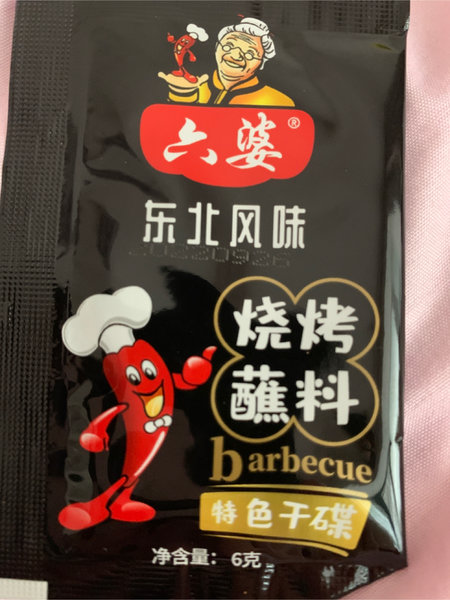 六婆®
东北风味
20220926
烧烤
蘸料
barbecue
特色干碟
净含量：6克